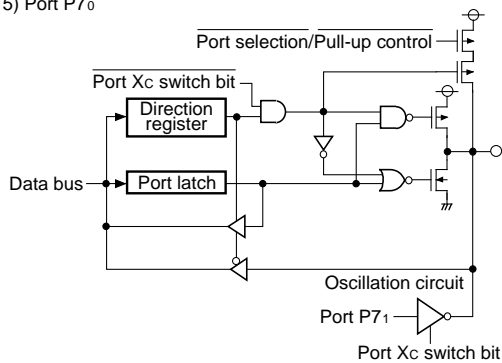 5) Port P70
Port selection/Pull-up control
Port XC switch bit
Direction
register
Data bus
Port latch
Oscillation circuit
Port P71
Port XC switch bit